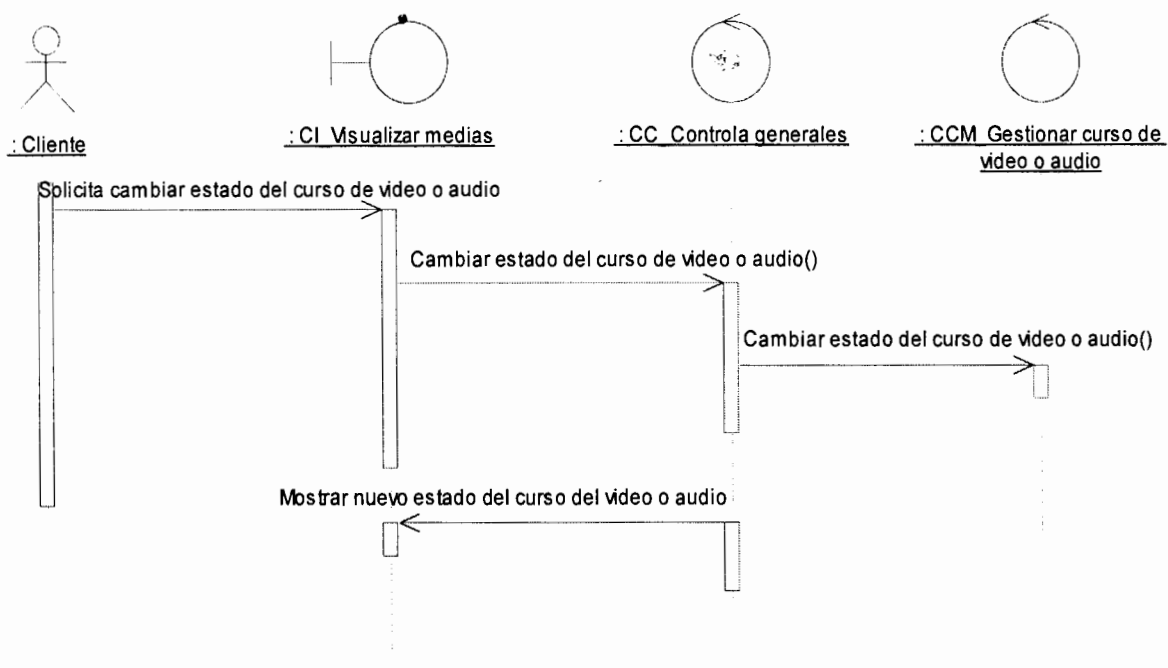 : Cliente
: CI_Visualizar medias
: CC_Controla generales
: CCM_Gestionar curso de
video o audio
Solicita cambiar estado del curso de video o audio
Cambiar estado del curso de video o audio()
Cambiar estado del curso de video o audio()
Mostrar nuevo estado del curso del video o audio